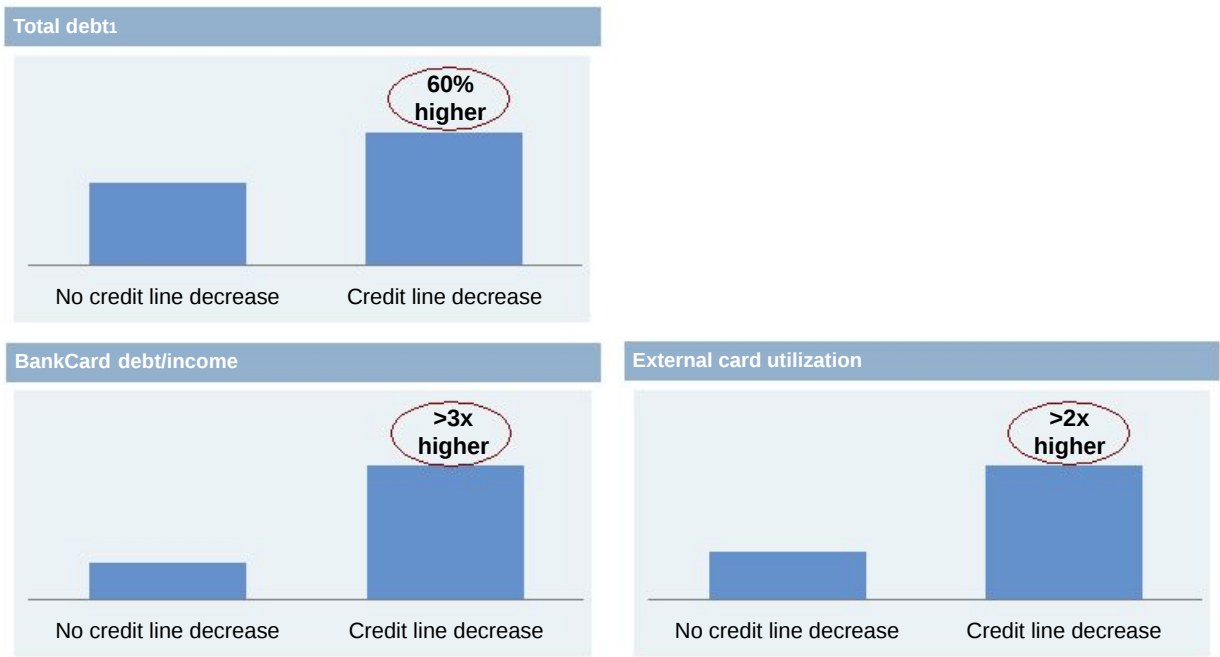 Total debt1
60%
higher
No credit line decrease
Credit line decrease
BankCard debt/income
>3x
higher
No credit line decrease
Credit line decrease
External card utilization
>2x
higher
No credit line decrease
Credit line decrease